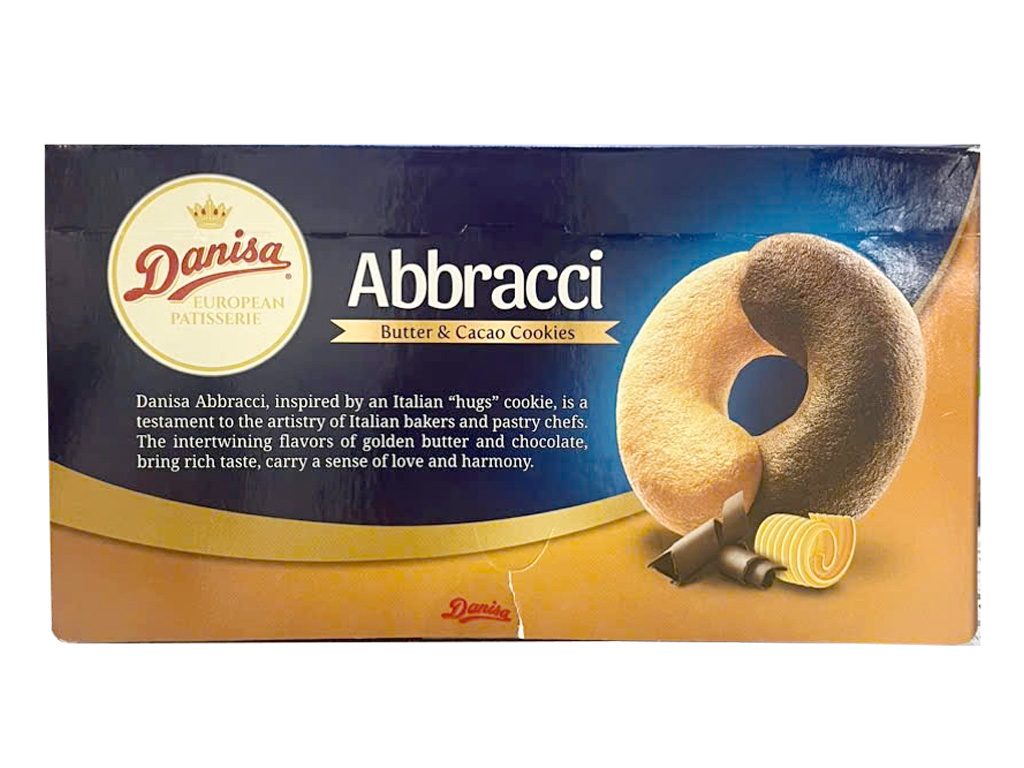 Danisa
EUROPEAN
PATISSERIE
Abbracci
Butter & Cacao Cookies
Danisa Abbracci, inspired by an Italian “hugs” cookie, is a
testament to the artistry of Italian bakers and pastry chefs.
The intertwining flavors of golden butter and chocolate,
bring rich taste, carry a sense of love and harmony.
Danisa